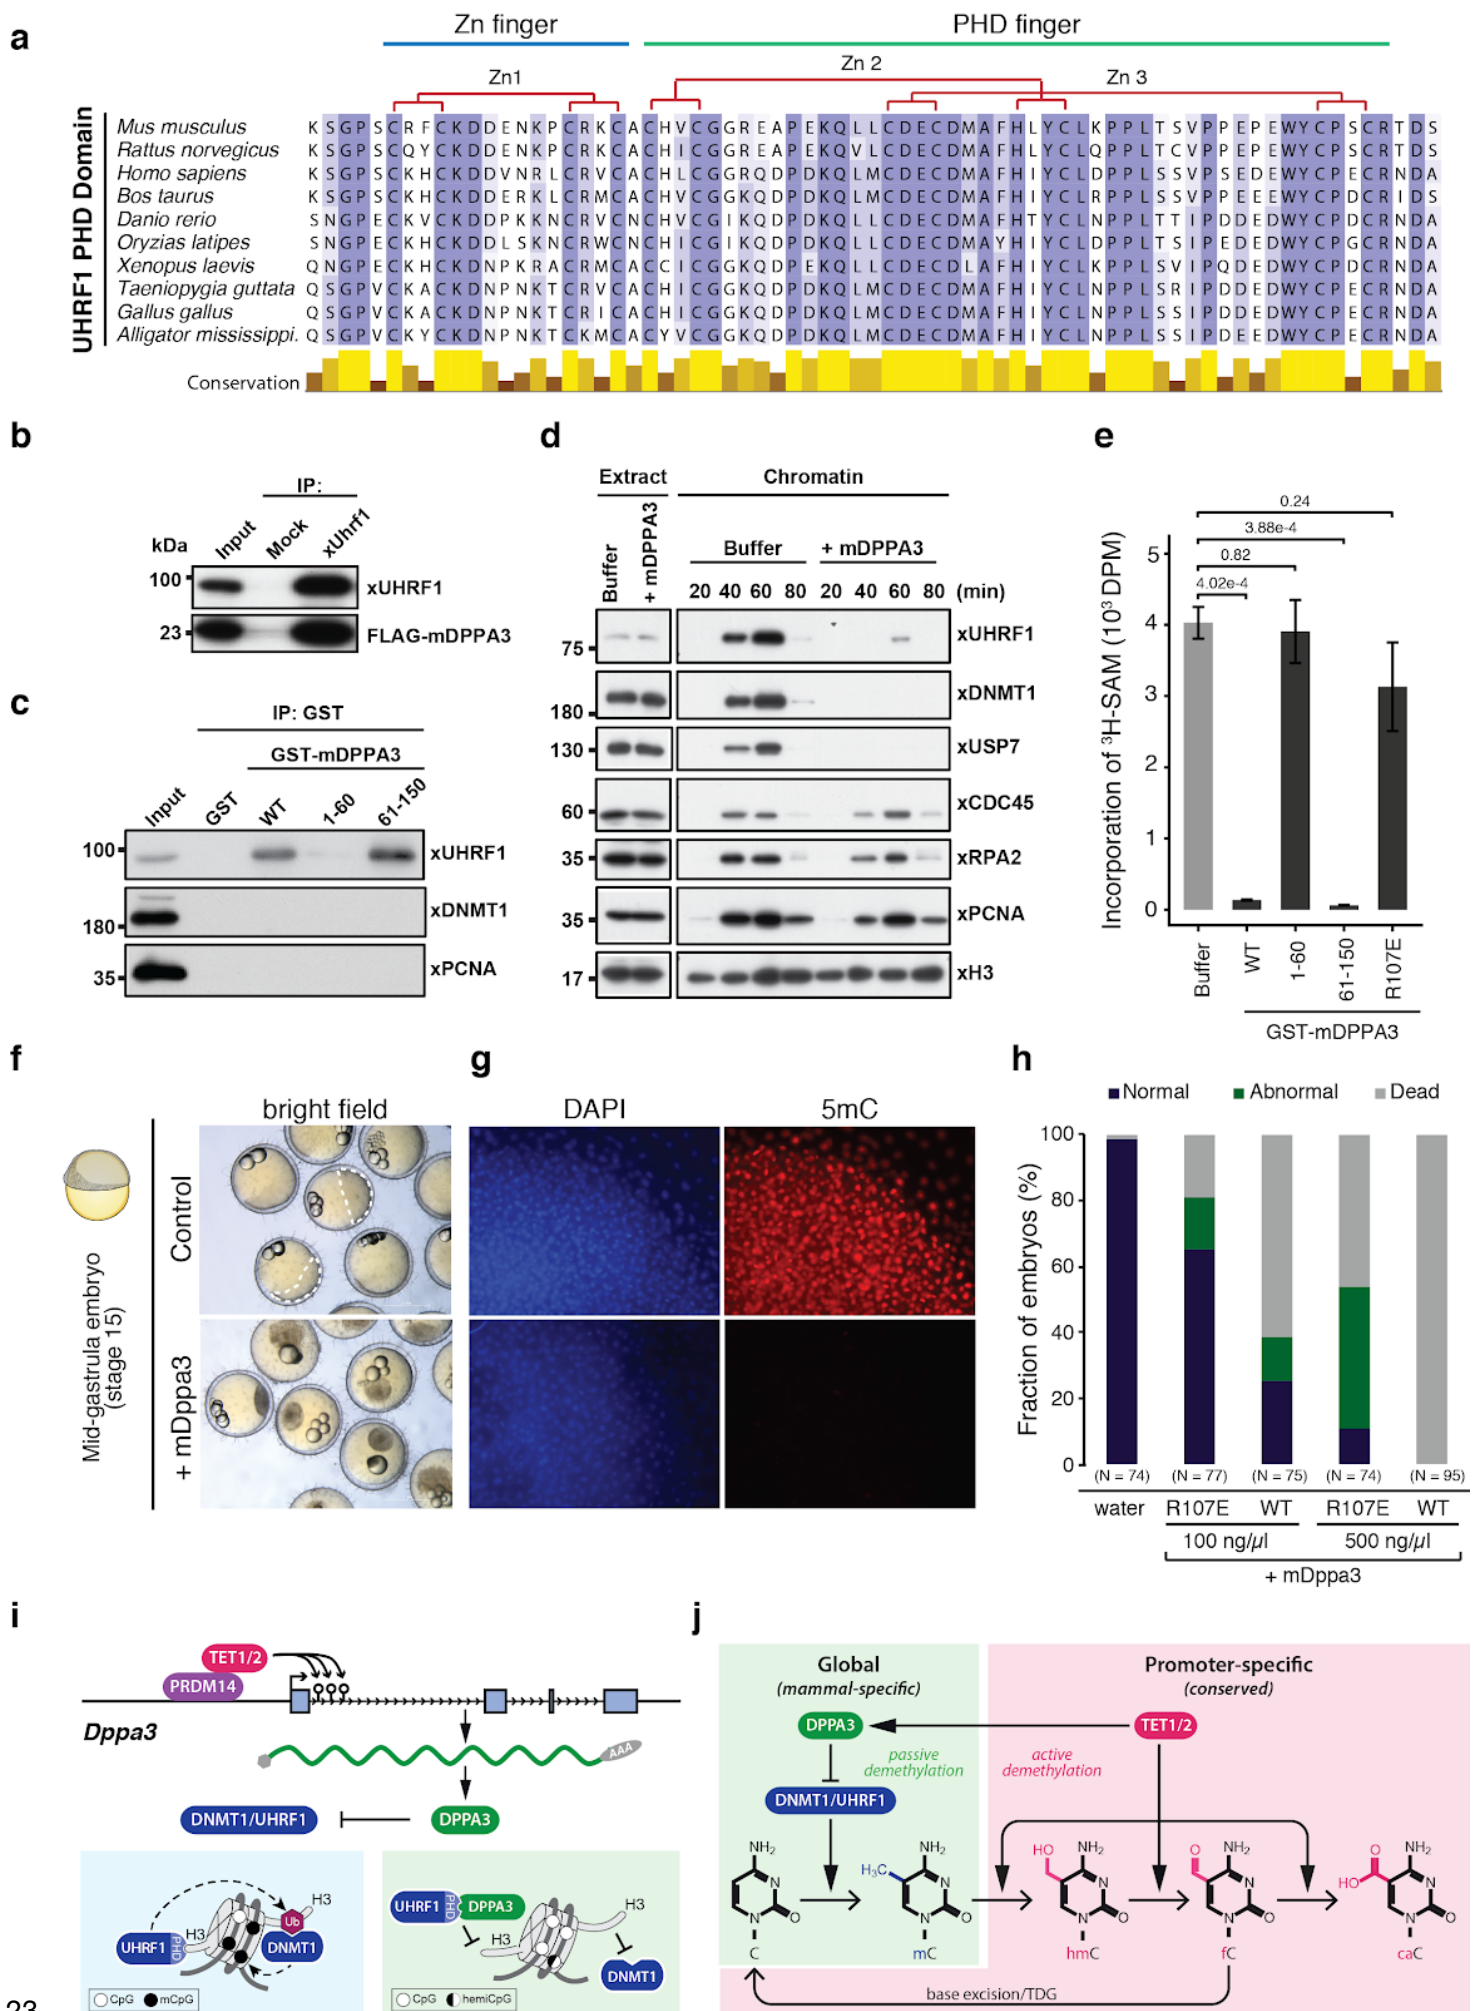 a
Zn finger
PHD finger
Zn1
Zn 2
Zn 3
UHRF1 PHD Domain
Mus musculus K S G P S C R F C K D D E N K P C R K C A C H V C G G R E A P E K Q L L C D E C D M A F H L Y C L K P P L T S V P P E P E W Y C P S C R T D S
Rattus norvegicus K S G P S C Q Y C K D D E N K P C R K C A C H I C G G R E A P E K Q V L C D E C D M A F H L Y C L Q P P L T C V P P E P E W Y C P S C R T D S
Homo sapiens K S G P S C K H C K D D V N R L C R V C A C H L C G G R Q D P D K Q L M C D E C D M A F H I Y C L D P P L S S V P S E D E W Y C P E C R N D A
Bos taurus K S G P S C K H C K D D E R K L C R M C A C H V C G G K Q D P D K Q L M C D E C D M A F H I Y C L R P P L S S V P S E E E W Y C P D C R I D S
Danio rerio S N G P E C K V C K D D P K K N C R V C N C H V C G I K Q D P D K Q L L C D E C D M A F H T Y C L N P P L T T I P D D E D W Y C P D C R N D A
Oryzias latipes S N G P E C K H C K D D L S K N C R W C N C H I C G I K Q D P D K Q L L C D E C D M A Y H I Y C L D P P L T S I P E D E D W Y C P G C R N D A
Xenopus laevis Q N G P E C K H C K D N P K R A C R M C A C C I C G G K Q D P E K Q L L C D E C D L A F H I Y C L K P P L S V I P Q D E D W Y C P D C R N D A
Taeniopygia guttata Q S G P V C K A C K D N P N K T C R V C A C H I C G G K Q D P D K Q L M C D E C D M A F H I Y C L N P P L S R I P D D E D W Y C P E C R N D A
Gallus gallus Q S G P V C K A C K D N P N K T C R I C A C H I C G G K Q D P D K Q L M C D E C D M A F H I Y C L N P P L S S I P D D E D W Y C P E C R N D A
Alligator mississippi. Q S G P V C K Y C K D N P N K T C K M C A C Y V C G G K Q D P D K Q L M C D E C D M A F H I Y C L N P P L S S I P D E E D W Y C P E C R N D A
Conservation
b
IP:
Input Mock xUhrf1
kDa
100 xUHRF1
23 FLAG-mDPPA3
c
IP: GST
GST-mDPPA3
Input GST WT 1-60 61-150
100 xUHRF1
180 xDNMT1
35 xPCNA
d
Extract Chromatin
Buffer + mDPPA3
Buffer + mDPPA3
20 40 60 80 20 40 60 80 (min)
75 xUHRF1
180 xDNMT1
130 xUSP7
60 xCDC45
35 xRPA2
35 xPCNA
17 xH3
e
Incorporation of ³H-SAM (10³ DPM)
0.24
3.88e-4
0.82
4.02e-4
5
4
3
2
1
0
Buffer WT 1-60 61-150 R107E
GST-mDPPA3
f
bright field
Mid-gastrula embryo
(stage 15)
Control
+ mDppa3
g
DAPI 5mC
h
Normal Abnormal Dead
Fraction of embryos (%)
100
80
60
40
20
0
(N = 74) (N = 77) (N = 75) (N = 74) (N = 95)
water R107E WT R107E WT
100 ng/µl 500 ng/µl
+ mDppa3
i
TET1/2
PRDM14
Dppa3
AAA
DNMT1/UHRF1 DPPA3
H3
Ub
H3
UHRF1 PHD DNMT1
CpG mCpG
UHRF1 PHD DPPA3
H3
H3
DNMT1
CpG hemiCpG
j
Global
(mammal-specific)
Promoter-specific
(conserved)
DPPA3 TET1/2
passive
demethylation
active
demethylation
DNMT1/UHRF1
NH₂ N N O C
H₃C NH₂ N N O mC
HO NH₂ N N O hmC
O NH₂ N N O fC
O HO NH₂ N N O caC
base excision/TDG